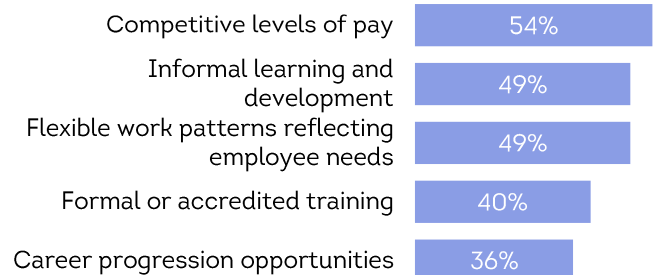 Competitive levels of pay 54%
Informal learning and
development 49%
Flexible work patterns reflecting
employee needs 49%
Formal or accredited training 40%
Career progression opportunities 36%